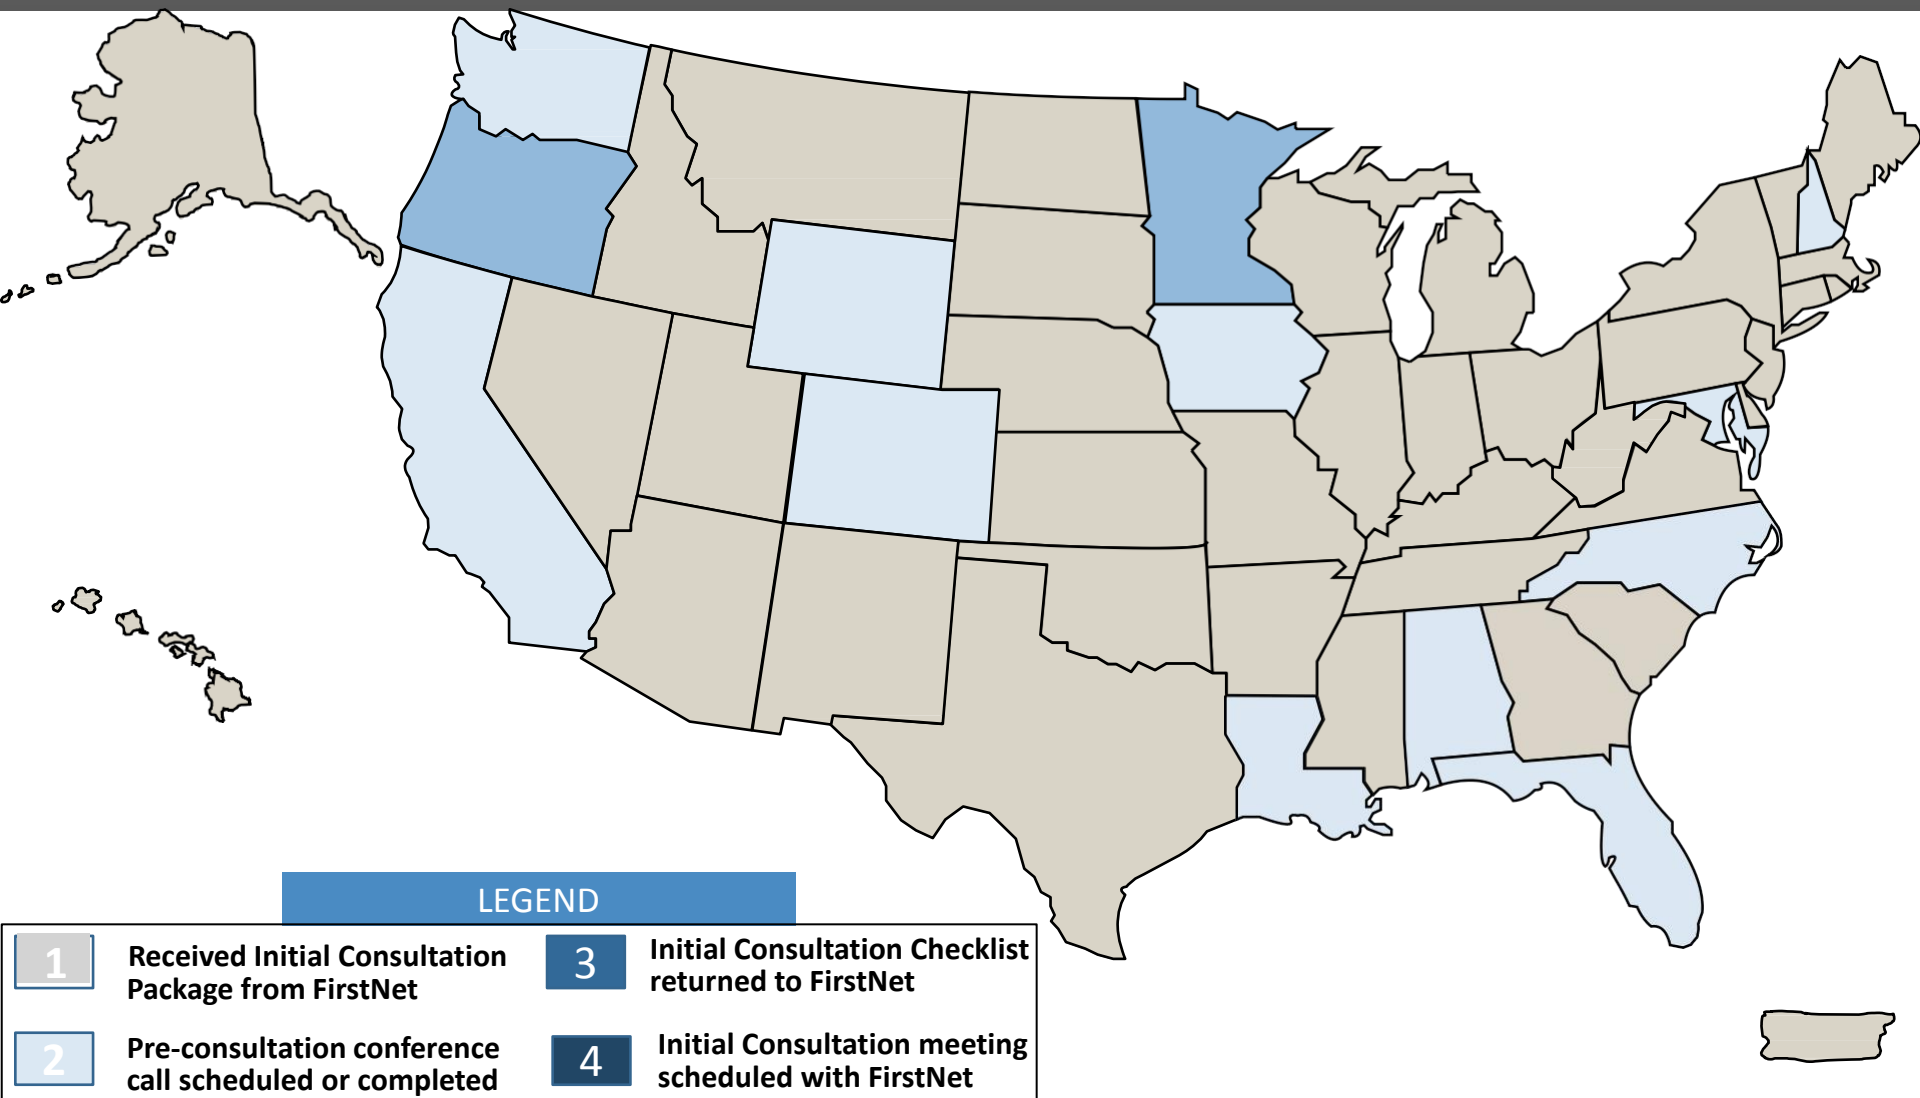 LEGEND
1
Received Initial Consultation
Package from FirstNet
2
Pre-consultation conference
call scheduled or completed
3
Initial Consultation Checklist
returned to FirstNet
4
Initial Consultation meeting
scheduled with FirstNet